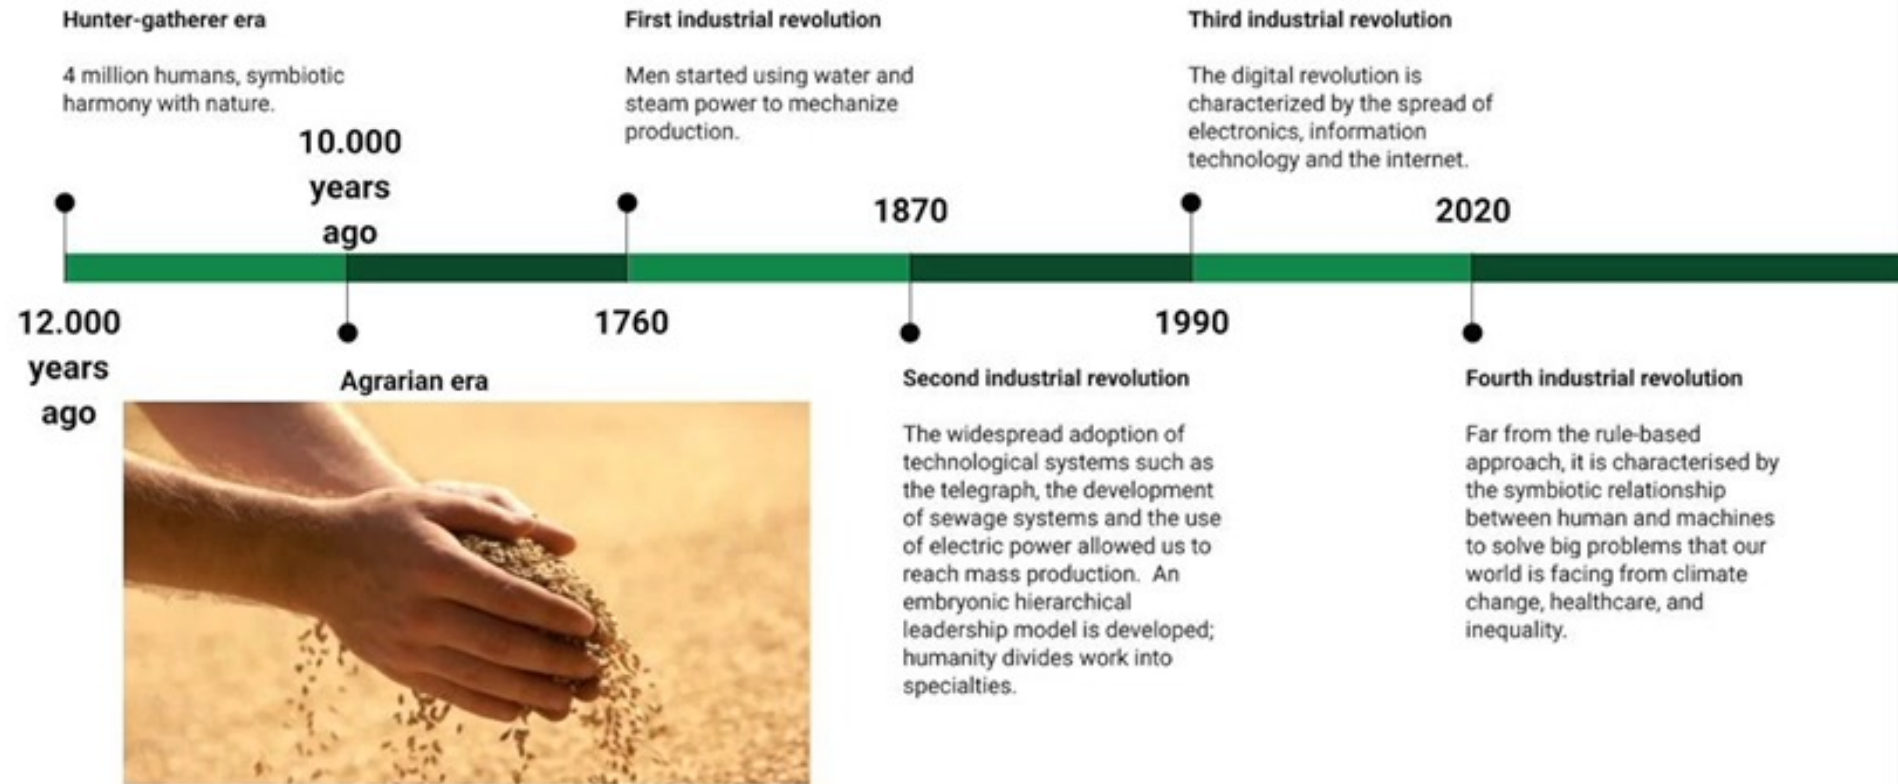 Hunter-gatherer era
4 million humans, symbiotic
harmony with nature.
12.000
years
ago
10.000
years
ago
Agrarian era
First industrial revolution
Men started using water and
steam power to mechanize
production.
1760
1870
Second industrial revolution
The widespread adoption of
technological systems such as
the telegraph, the development
of sewage systems and the use
of electric power allowed us to
reach mass production.  An
embryonic hierarchical
leadership model is developed;
humanity divides work into
specialties.
Third industrial revolution
The digital revolution is
characterized by the spread of
electronics, information
technology and the internet.
1990
2020
Fourth industrial revolution
Far from the rule-based
approach, it is characterised by
the symbiotic relationship
between human and machines
to solve big problems that our
world is facing from climate
change, healthcare, and
inequality.